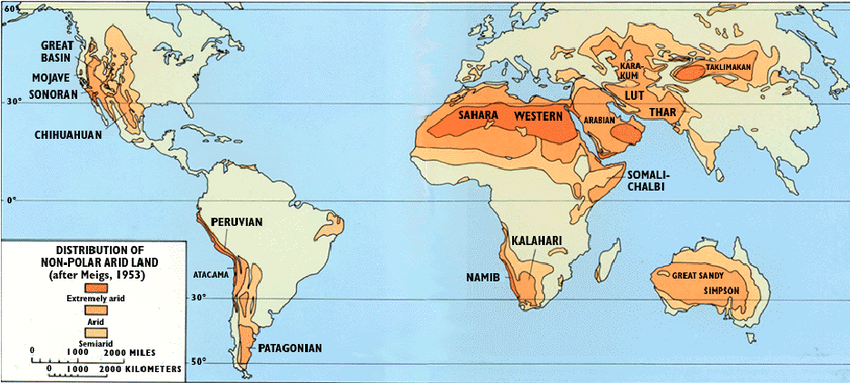 60°
GREAT
BASIN
MOJAVE
SONORAN
30°
CHIHUAHUAN
KARA-
KUM
TAKLIMAKAN
LUT
THAR
SAHARA
WESTERN
ARABIAN
SOMALI-
CHALBI
0°
PERUVIAN
KALAHARI
ATACAMA
NAMIB
GREAT SANDY
SIMPSON
30°
PATAGONIAN
50°
DISTRIBUTION OF
NON-POLAR ARID LAND
(after Meigs, 1953)
Extremely arid
Arid
Semiarid
0 1000 2000 MILES
0 1000 2000 KILOMETERS